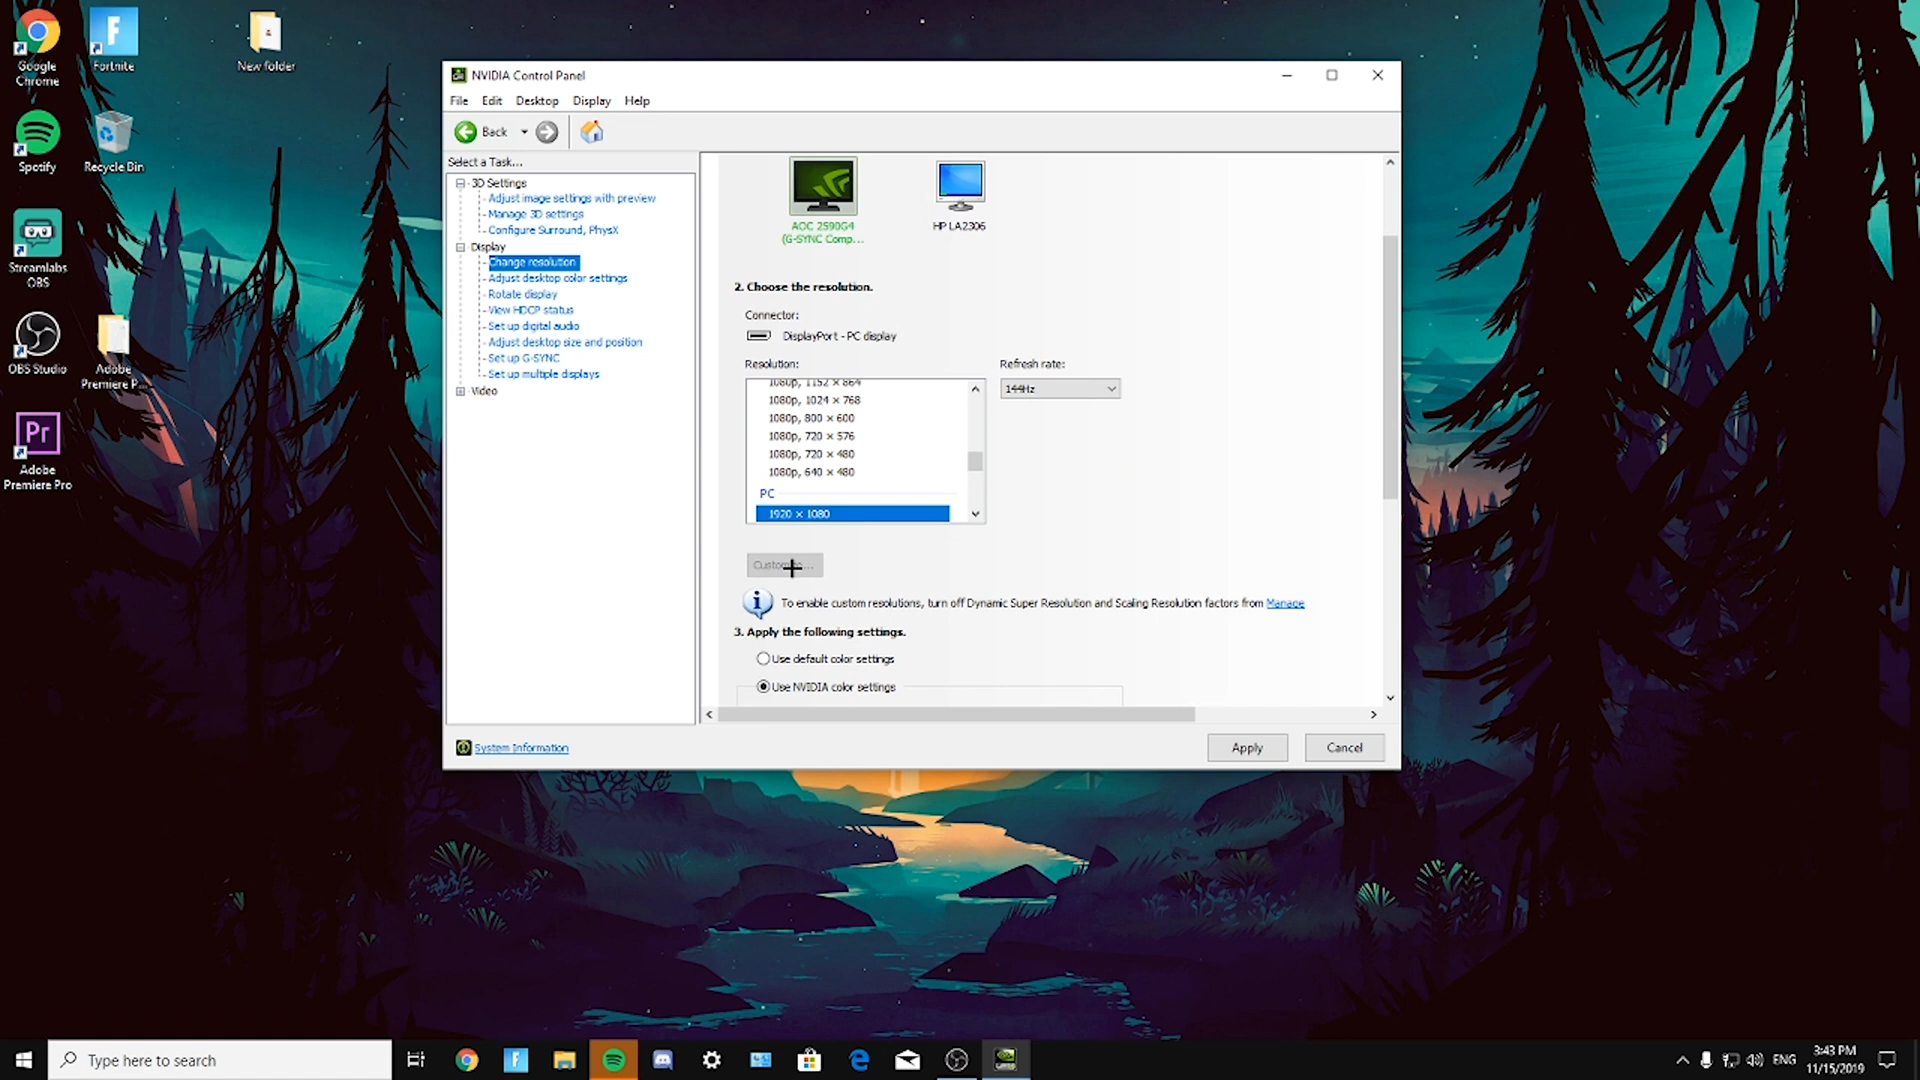 Google
Chrome
Fortnite
New folder
Spotify
Recycle Bin
Streamlabs
OBS
OBS Studio
Adobe
Premiere P...
Pr
Adobe
Premiere Pro
NVIDIA Control Panel
File Edit Desktop Display Help
Back
Select a Task...
3D Settings
Adjust image settings with preview
Manage 3D settings
Configure Surround, PhysX
Display
Change resolution
Adjust desktop color settings
Rotate display
View HDCP status
Set up digital audio
Adjust desktop size and position
Set up G-SYNC
Set up multiple displays
Video
AOC 2590G4
(G-SYNC Comp...
HP LA2306
2. Choose the resolution.
Connector:
DisplayPort - PC display
Resolution:
Refresh rate:
1080p, 1152 × 864
144Hz
1080p, 1024 × 768
1080p, 800 × 600
1080p, 720 × 576
1080p, 720 × 480
1080p, 640 × 480
PC
1920 × 1080
To enable custom resolutions, turn off Dynamic Super Resolution and Scaling Resolution factors from Manage
3. Apply the following settings.
Use default color settings
Use NVIDIA color settings
System Information
Apply
Cancel
Type here to search
ENG
3:43 PM
11/15/2019